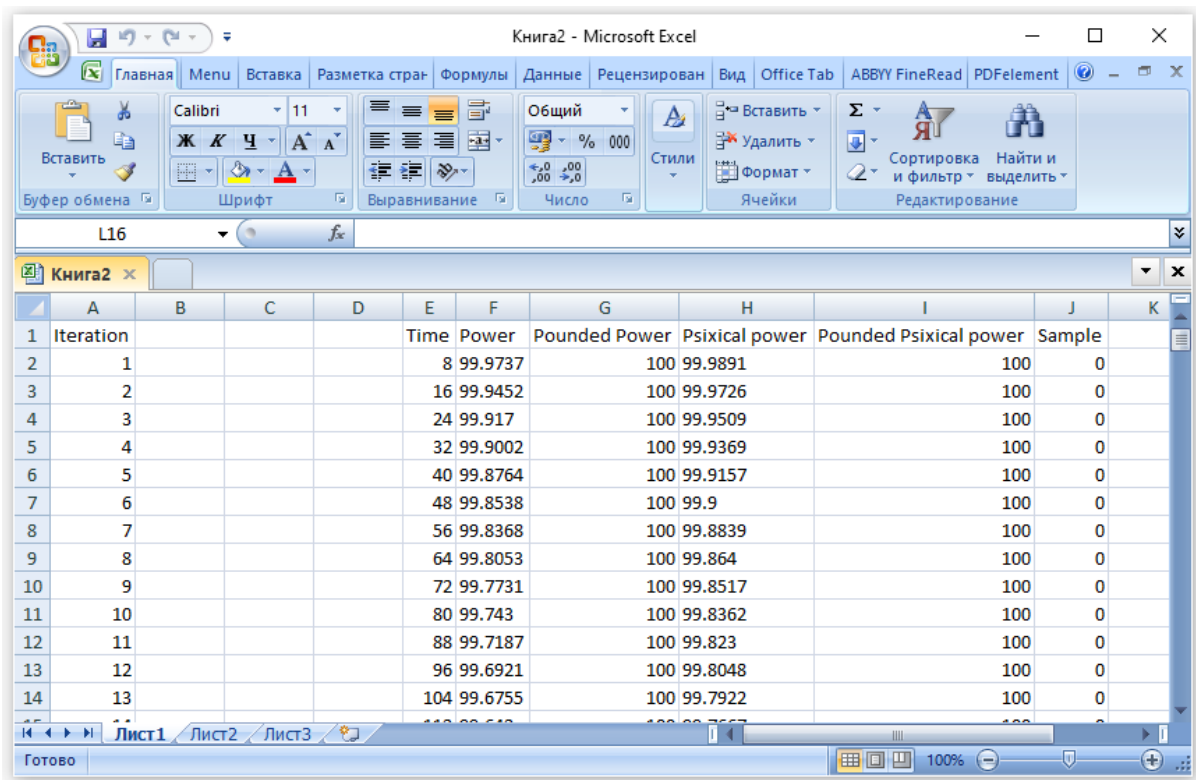 Книга2 - Microsoft Excel
Главная Menu Вставка Разметка стран Формулы Данные Рецензирован Вид Office Tab ABBYY FineRead PDFelement
Calibri 11 Общий Вставить Σ
Ж К Ч А А % 000 Удалить
Вставить Стили Формат Сортировка и фильтр Найти и выделить
Буфер обмена Шрифт Выравнивание Число Ячейки Редактирование
L16 fx
Книга2
A B C D E F G H I J K
1 Iteration Time Power Pounded Power Psixical power Pounded Psixical power Sample
2 1 8 99.9737 100 99.9891 100 0
3 2 16 99.9452 100 99.9726 100 0
4 3 24 99.917 100 99.9509 100 0
5 4 32 99.9002 100 99.9369 100 0
6 5 40 99.8764 100 99.9157 100 0
7 6 48 99.8538 100 99.9 100 0
8 7 56 99.8368 100 99.8839 100 0
9 8 64 99.8053 100 99.864 100 0
10 9 72 99.7731 100 99.8517 100 0
11 10 80 99.743 100 99.8362 100 0
12 11 88 99.7187 100 99.823 100 0
13 12 96 99.6921 100 99.8048 100 0
14 13 104 99.6755 100 99.7922 100 0
Лист1 Лист2 Лист3
Готово 100%